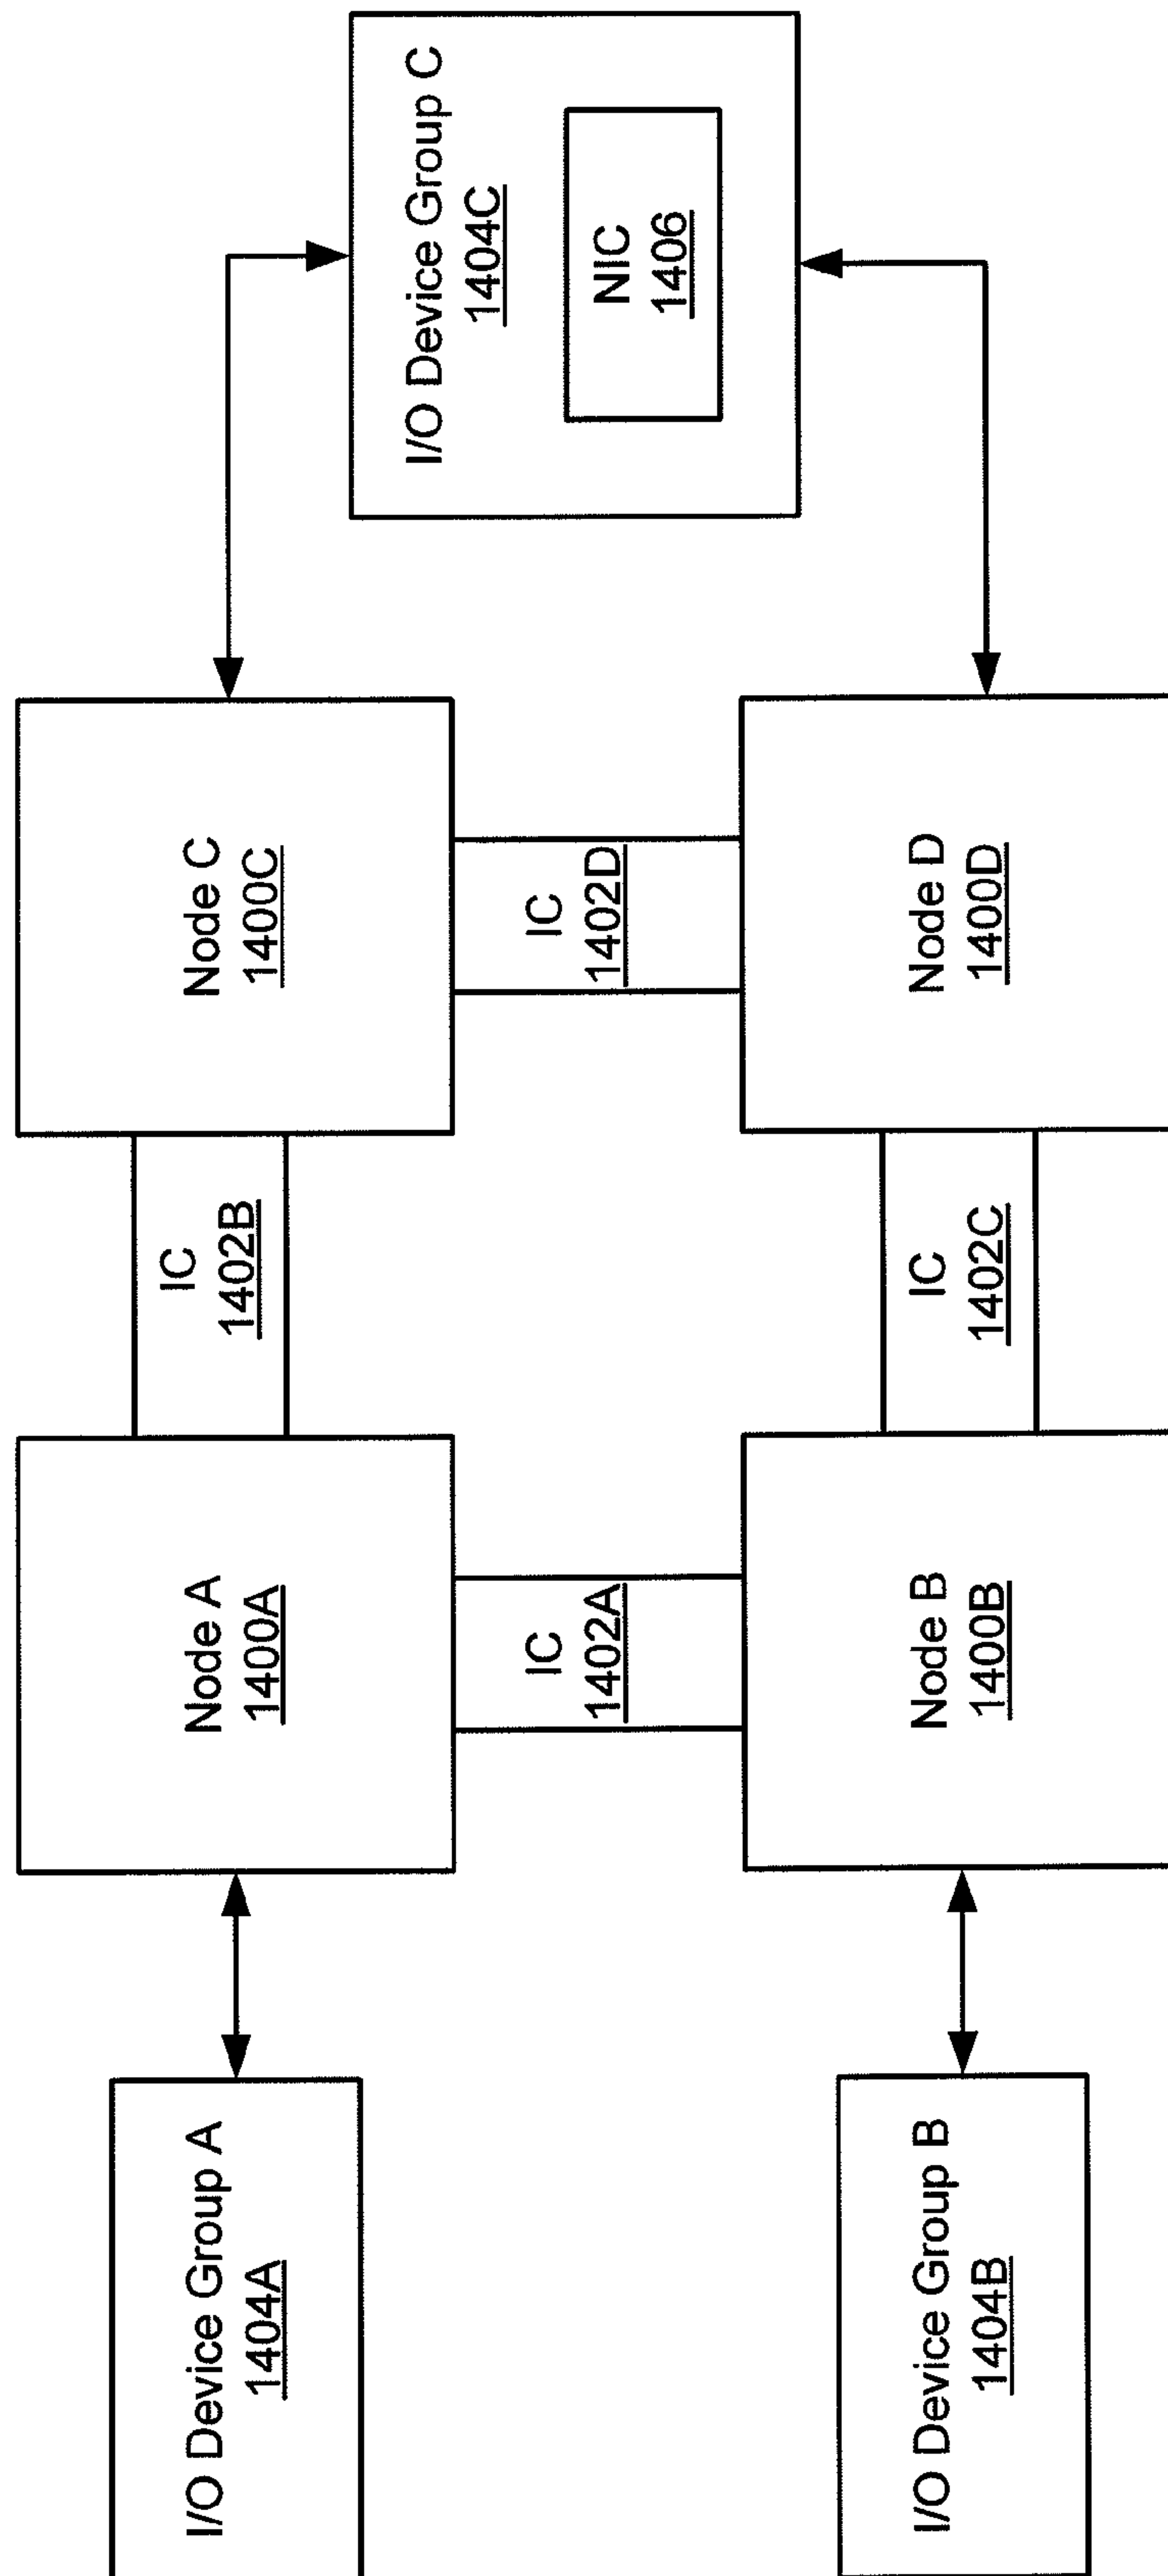 I/O Device Group A
1404A
Node A
1400A
IC
1402B
Node C
1400C
I/O Device Group C
1404C
NIC
1406
IC
1402A
IC
1402D
I/O Device Group B
1404B
Node B
1400B
IC
1402C
Node D
1400D